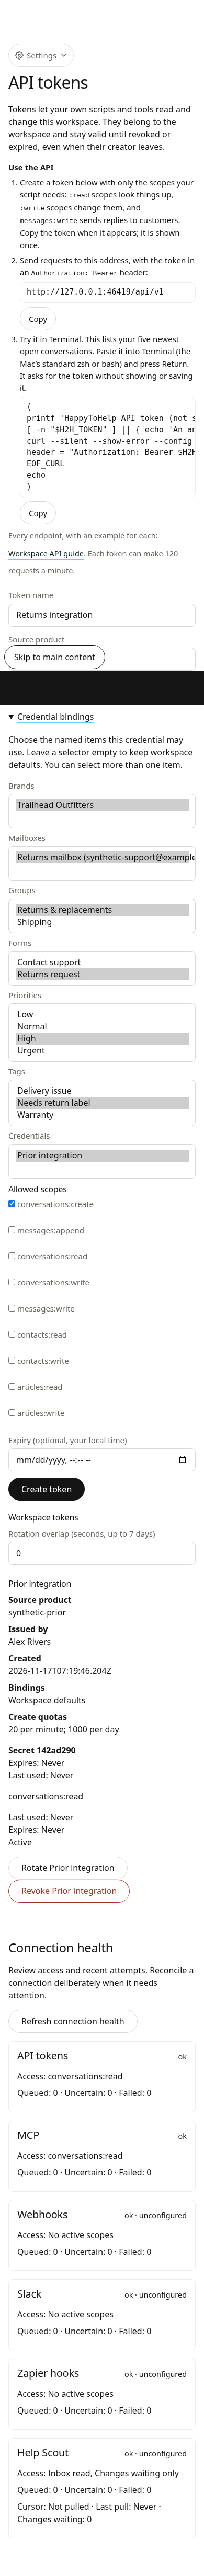 Settings
API tokens
Tokens let your own scripts and tools read and
change this workspace. They belong to the
workspace and stay valid until revoked or
expired, even when their creator leaves.
Use the API
1. Create a token below with only the scopes your
script needs: :read scopes look things up,
:write scopes change them, and
messages:write sends replies to customers.
Copy the token when it appears; it is shown
once.
2. Send requests to this address, with the token in
an Authorization: Bearer header:
http://127.0.0.1:46419/api/v1
Copy
3. Try it in Terminal. This lists your five newest
open conversations. Paste it into Terminal (the
Mac's standard zsh or bash) and press Return.
It asks for the token without showing or saving
it.
(
printf 'HappyToHelp API token (not s
[ -n "$H2H_TOKEN" ] || { echo 'An an
curl --silent --show-error --config
header = "Authorization: Bearer $H2H
EOF_CURL
echo
)
Copy
Every endpoint, with an example for each:
Workspace API guide. Each token can make 120
requests a minute.
Token name
Returns integration
Source product
Skip to main content
▼ Credential bindings
Choose the named items this credential may
use. Leave a selector empty to keep workspace
defaults. You can select more than one item.
Brands
Trailhead Outfitters
Mailboxes
Returns mailbox (synthetic-support@example
Groups
Returns & replacements
Shipping
Forms
Contact support
Returns request
Priorities
Low
Normal
High
Urgent
Tags
Delivery issue
Needs return label
Warranty
Credentials
Prior integration
Allowed scopes
conversations:create
messages:append
conversations:read
conversations:write
messages:write
contacts:read
contacts:write
articles:read
articles:write
Expiry (optional, your local time)
mm/dd/yyyy, --:-- --
Create token
Workspace tokens
Rotation overlap (seconds, up to 7 days)
0
Prior integration
Source product
synthetic-prior
Issued by
Alex Rivers
Created
2026-11-17T07:19:46.204Z
Bindings
Workspace defaults
Create quotas
20 per minute; 1000 per day
Secret 142ad290
Expires: Never
Last used: Never
conversations:read
Last used: Never
Expires: Never
Active
Rotate Prior integration
Revoke Prior integration
Connection health
Review access and recent attempts. Reconcile a
connection deliberately when it needs
attention.
Refresh connection health
API tokens ok
Access: conversations:read
Queued: 0 · Uncertain: 0 · Failed: 0
MCP ok
Access: conversations:read
Queued: 0 · Uncertain: 0 · Failed: 0
Webhooks ok · unconfigured
Access: No active scopes
Queued: 0 · Uncertain: 0 · Failed: 0
Slack ok · unconfigured
Access: No active scopes
Queued: 0 · Uncertain: 0 · Failed: 0
Zapier hooks ok · unconfigured
Access: No active scopes
Queued: 0 · Uncertain: 0 · Failed: 0
Help Scout ok · unconfigured
Access: Inbox read, Changes waiting only
Queued: 0 · Uncertain: 0 · Failed: 0
Cursor: Not pulled · Last pull: Never ·
Changes waiting: 0